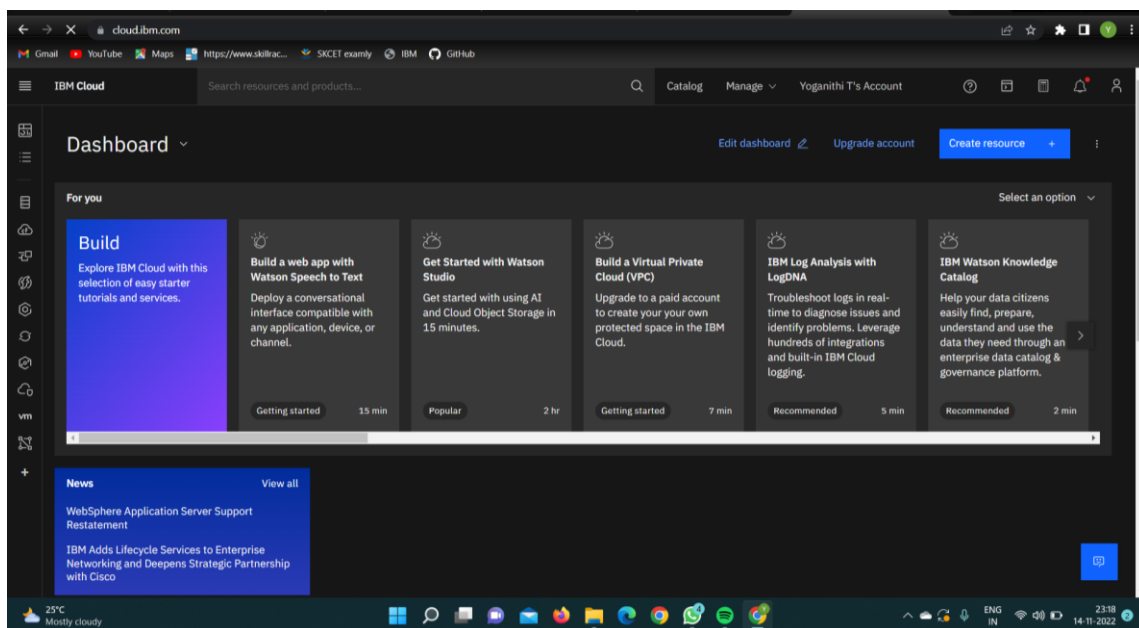 cloud.ibm.com
Gmail YouTube Maps https://www.skillrac... SKCET examly IBM GitHub
IBM Cloud Search resources and products... Catalog Manage Yoganithi T's Account
Dashboard Edit dashboard Upgrade account Create resource +
For you Select an option
Build
Explore IBM Cloud with this
selection of easy starter
tutorials and services.
Build a web app with
Watson Speech to Text
Deploy a conversational
interface compatible with
any application, device, or
channel.
Getting started 15 min
Get Started with Watson
Studio
Get started with using AI
and Cloud Object Storage in
15 minutes.
Popular 2 hr
Build a Virtual Private
Cloud (VPC)
Upgrade to a paid account
to create your your own
protected space in the IBM
Cloud.
Getting started 7 min
IBM Log Analysis with
LogDNA
Troubleshoot logs in real-
time to diagnose issues and
identify problems. Leverage
hundreds of integrations
and built-in IBM Cloud
logging.
Recommended 5 min
IBM Watson Knowledge
Catalog
Help your data citizens
easily find, prepare,
understand and use the
data they need through an
enterprise data catalog &
governance platform.
Recommended 2 min
vm
News View all
WebSphere Application Server Support
Restatement
IBM Adds Lifecycle Services to Enterprise
Networking and Deepens Strategic Partnership
with Cisco
25°C
Mostly cloudy
ENG
IN
23:18
14-11-2022